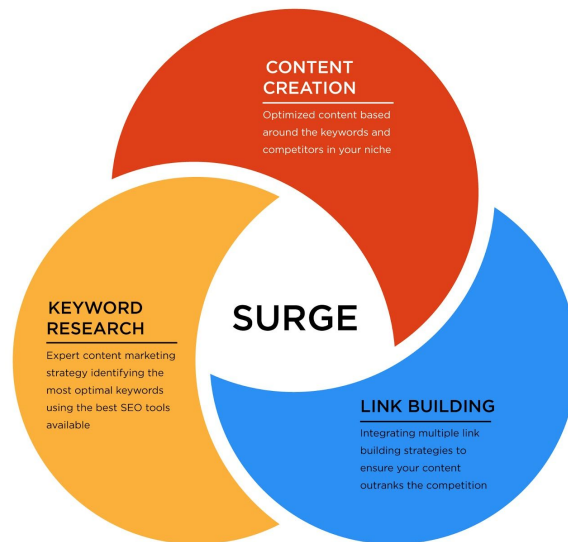 CONTENT
CREATION
Optimized content based
around the keywords and
competitors in your niche
KEYWORD
RESEARCH
Expert content marketing
strategy identifying the
most optimal keywords
using the best SEO tools
available
SURGE
LINK BUILDING
Integrating multiple link
building strategies to
ensure your content
outranks the competition